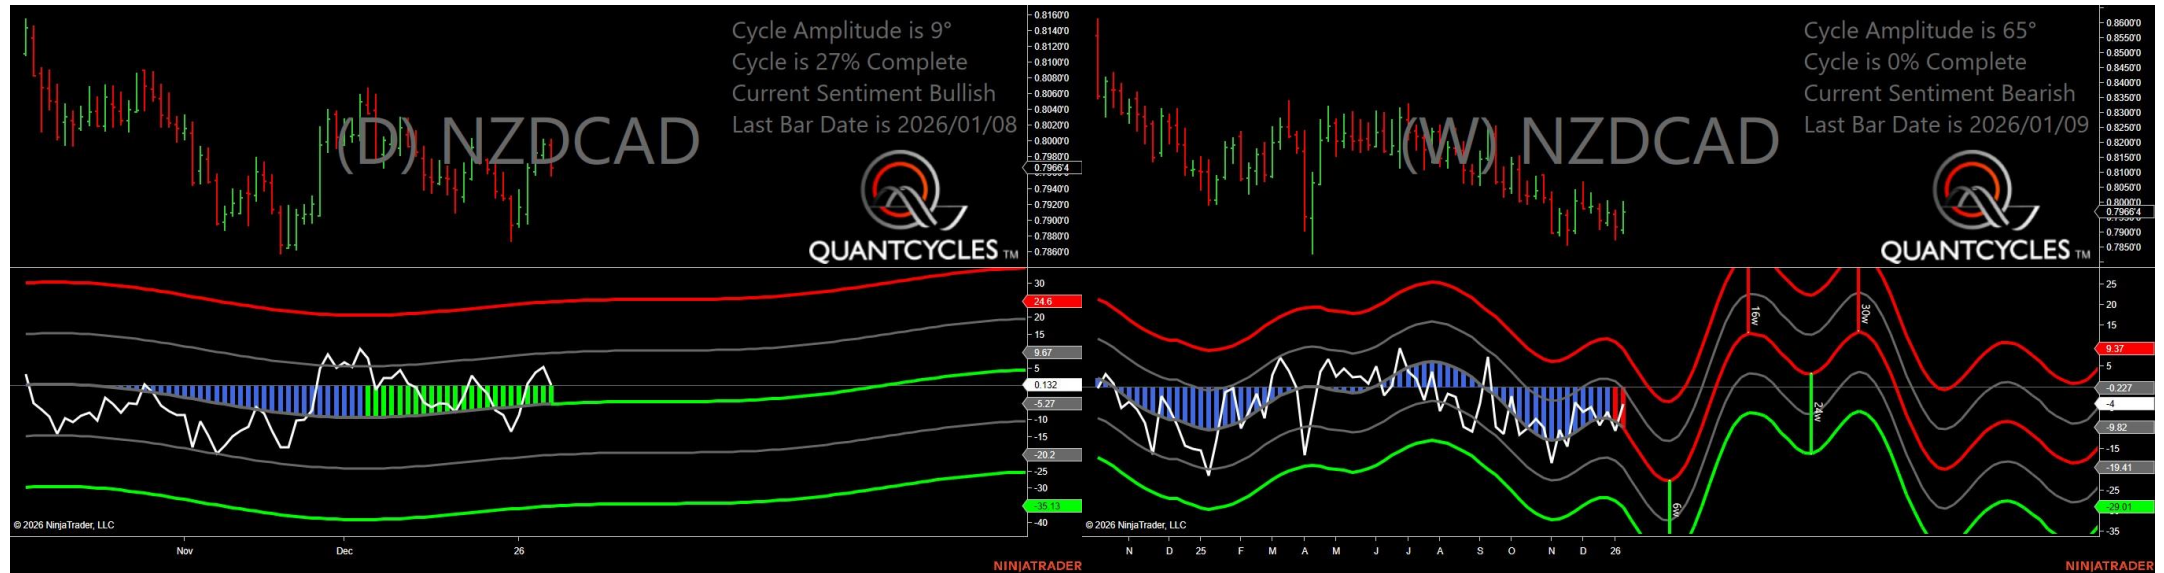 Cycle Amplitude is 9°
Cycle is 27% Complete
Current Sentiment Bullish
Last Bar Date is 2026/01/08
(D) NZDCAD
QUANTCYCLES TM
0.8160'0
0.8140'0
0.8120'0
0.8100'0
0.8080'0
0.8060'0
0.8040'0
0.8020'0
0.8000'0
0.7980'0
0.7966'4
0.7940'0
0.7920'0
0.7900'0
0.7880'0
0.7860'0
30
24.6
20
15
9.67
5
0.132
-5.27
-10
-15
-20.2
-25
-30
-35.13
-40
© 2026 NinjaTrader, LLC
Nov
Dec
26
NINJATRADER
Cycle Amplitude is 65°
Cycle is 0% Complete
Current Sentiment Bearish
Last Bar Date is 2026/01/09
(W) NZDCAD
QUANTCYCLES TM
0.8600'0
0.8550'0
0.8500'0
0.8450'0
0.8400'0
0.8350'0
0.8300'0
0.8250'0
0.8200'0
0.8150'0
0.8100'0
0.8050'0
0.8000'0
0.7966'4
0.7900'0
0.7850'0
25
20
15
9.37
5
-0.227
-4
-9.82
-15
-19.41
-25
-29.01
-35
16w
30w
24w
6w
© 2026 NinjaTrader, LLC
N
D
25
F
M
A
M
J
J
A
S
O
N
D
26
NINJATRADER